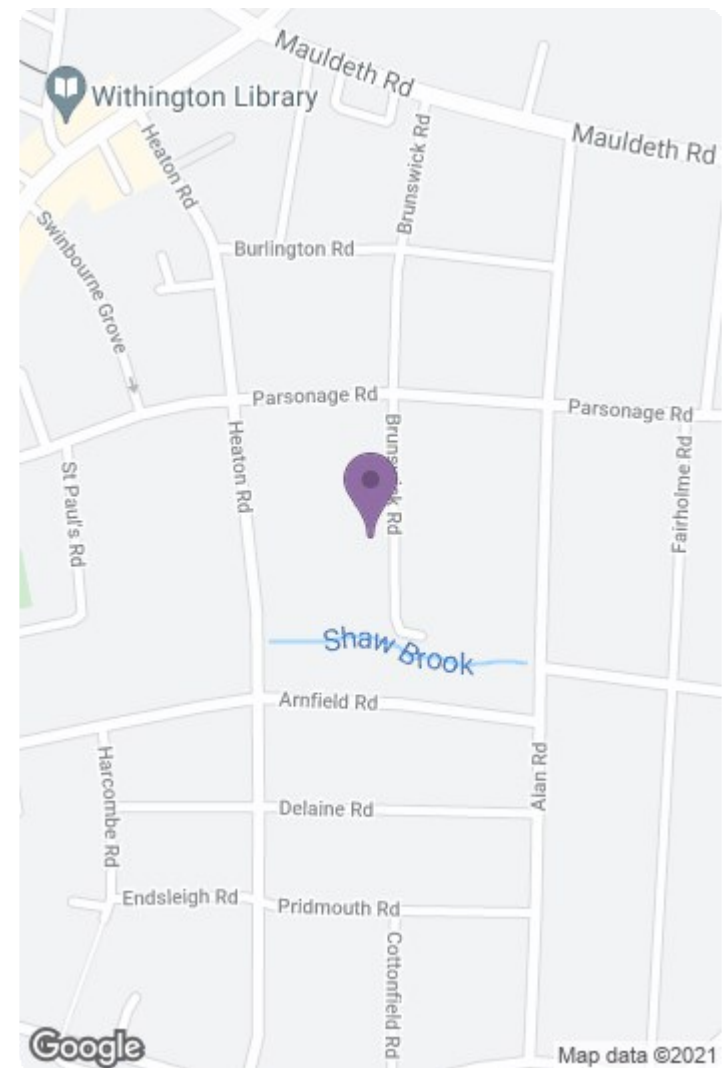 Mauldeth Rd
Withington Library
Mauldeth Rd
Heaton Rd
Brunswick Rd
Swinbourne Grove
Burlington Rd
Parsonage Rd
Parsonage Rd
Heaton Rd
Brunswick Rd
St Paul's Rd
Fairholme Rd
Shaw Brook
Arnfield Rd
Harcombe Rd
Alan Rd
Delaine Rd
Endsleigh Rd
Pridmouth Rd
Cottonfield Rd
Google
Map data ©2021